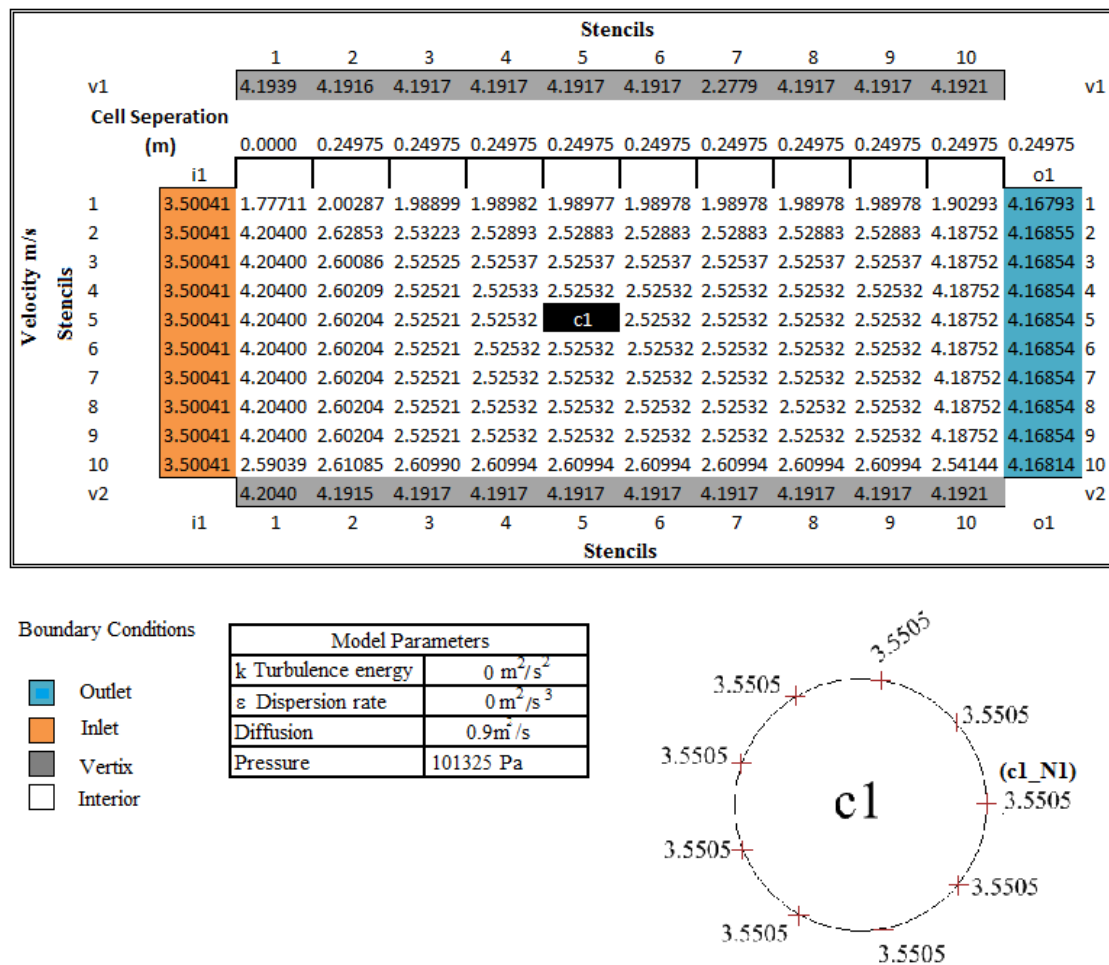 Stencils
1 2 3 4 5 6 7 8 9 10
v1 4.1939 4.1916 4.1917 4.1917 4.1917 4.1917 2.2779 4.1917 4.1917 4.1921 v1
Cell Seperation
(m) 0.0000 0.24975 0.24975 0.24975 0.24975 0.24975 0.24975 0.24975 0.24975 0.24975 0.24975
i1 o1
Velocity m/s
Stencils
1 3.50041 1.77711 2.00287 1.98899 1.98982 1.98977 1.98978 1.98978 1.98978 1.98978 1.90293 4.16793 1
2 3.50041 4.20400 2.62853 2.53223 2.52893 2.52883 2.52883 2.52883 2.52883 2.52883 4.18752 4.16855 2
3 3.50041 4.20400 2.60086 2.52525 2.52537 2.52537 2.52537 2.52537 2.52537 2.52537 4.18752 4.16854 3
4 3.50041 4.20400 2.60209 2.52521 2.52533 2.52532 2.52532 2.52532 2.52532 2.52532 4.18752 4.16854 4
5 3.50041 4.20400 2.60204 2.52521 2.52532 c1 2.52532 2.52532 2.52532 2.52532 4.18752 4.16854 5
6 3.50041 4.20400 2.60204 2.52521 2.52532 2.52532 2.52532 2.52532 2.52532 2.52532 4.18752 4.16854 6
7 3.50041 4.20400 2.60204 2.52521 2.52532 2.52532 2.52532 2.52532 2.52532 2.52532 4.18752 4.16854 7
8 3.50041 4.20400 2.60204 2.52521 2.52532 2.52532 2.52532 2.52532 2.52532 2.52532 4.18752 4.16854 8
9 3.50041 4.20400 2.60204 2.52521 2.52532 2.52532 2.52532 2.52532 2.52532 2.52532 4.18752 4.16854 9
10 3.50041 2.59039 2.61085 2.60990 2.60994 2.60994 2.60994 2.60994 2.60994 2.60994 2.54144 4.16814 10
v2 4.2040 4.1915 4.1917 4.1917 4.1917 4.1917 4.1917 4.1917 4.1917 4.1921 v2
i1 1 2 3 4 5 6 7 8 9 10 o1
Stencils
Boundary Conditions
Outlet
Inlet
Vertix
Interior
Model Parameters
k Turbulence energy 0 m²/s²
ε Dispersion rate 0 m²/s³
Diffusion 0.9m²/s
Pressure 101325 Pa
3.5505
3.5505
3.5505
3.5505
(c1_N1)
3.5505
c1
3.5505
3.5505
3.5505
3.5505